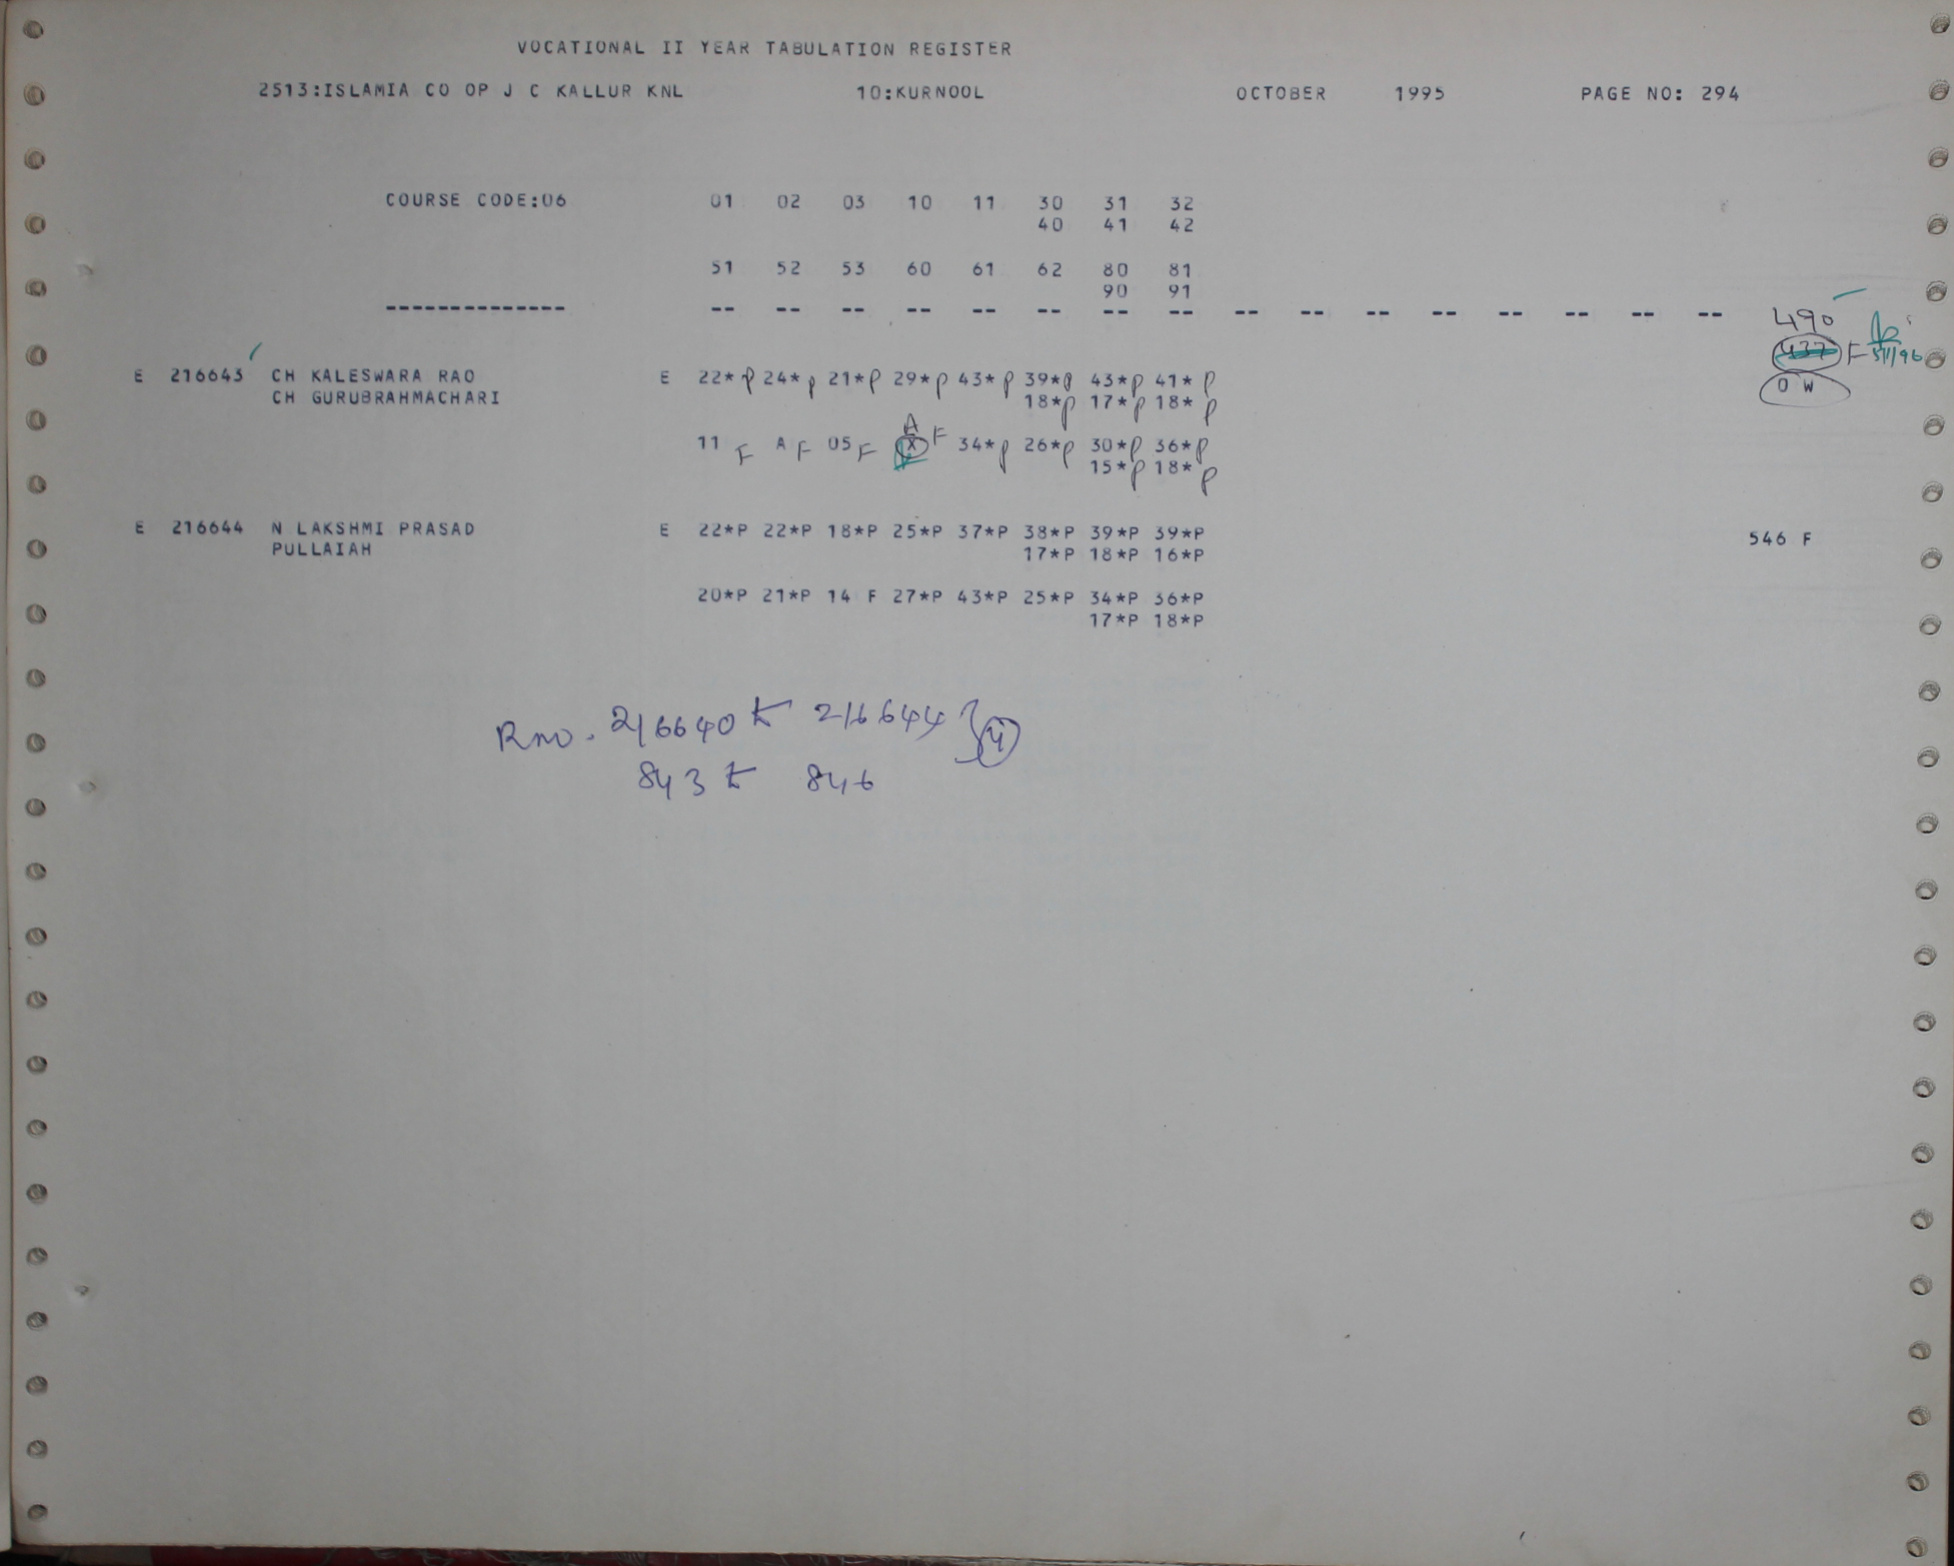 VOCATIONAL II YEAR TABULATION REGISTER
2513:ISLAMIA CO OP J C KALLUR KNL 10:KURNOOL OCTOBER 1995 PAGE NO: 294
COURSE CODE:06 01 02 03 10 11 30 31 32
40 41 42
51 52 53 60 61 62 80 81
90 91
-------------- -- -- -- -- -- -- -- -- -- -- -- -- -- -- -- --
490
437 F 5/1/96
E 216643 CH KALESWARA RAO E 22*P 24*P 21*P 29*P 43*P 39*P 43*P 41*P O W
CH GURUBRAHMACHARI 18*P 17*P 18*P
A
11 F A F 05 F X F 34*P 26*P 30*P 36*P
15*P 18*P
E 216644 N LAKSHMI PRASAD E 22*P 22*P 18*P 25*P 37*P 38*P 39*P 39*P 546 F
PULLAIAH 17*P 18*P 16*P
20*P 21*P 14 F 27*P 43*P 25*P 34*P 36*P
17*P 18*P
Rno. 216640 to 216644
843 to 846